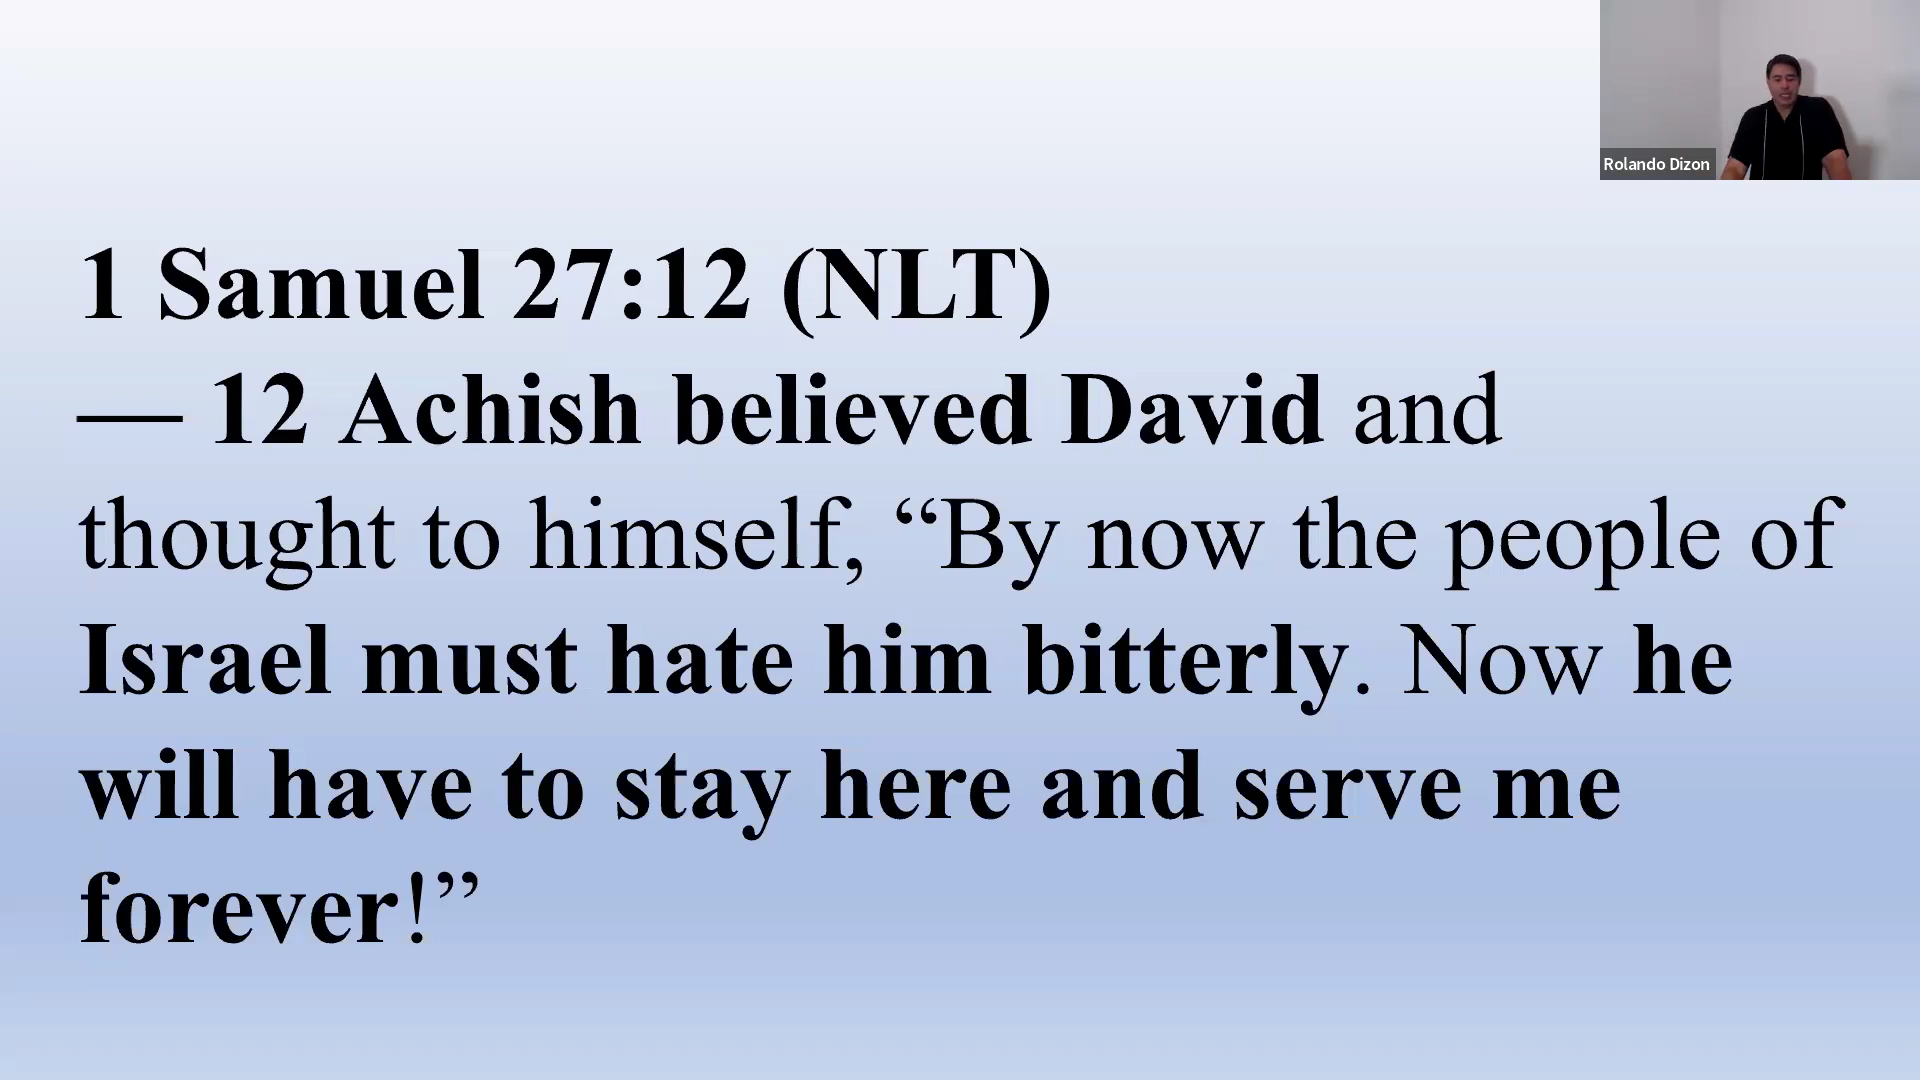 Rolando Dizon
1 Samuel 27:12 (NLT)
— 12 Achish believed David and
thought to himself, “By now the people of
Israel must hate him bitterly. Now he
will have to stay here and serve me
forever!”